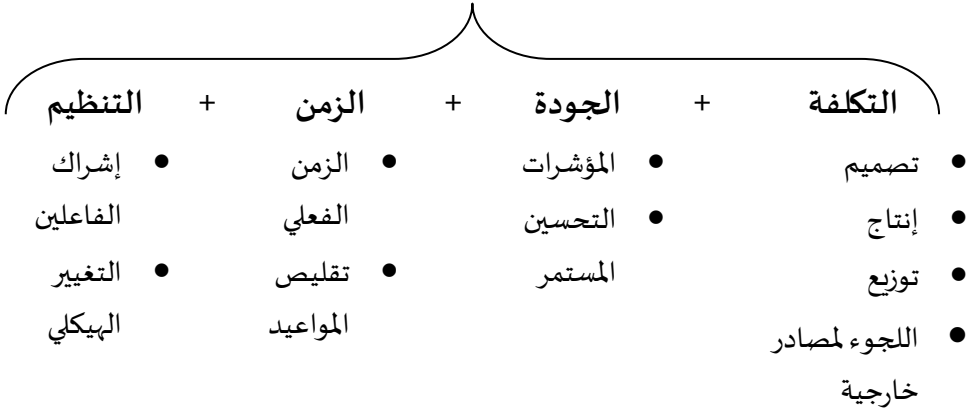 التكلفة + الجودة + الزمن + التنظيم
● تصميم ● المؤشرات ● الزمن ● إشراك
● إنتاج ● التحسين الفعلي الفاعلين
● توزيع المستمر ● تقليص ● التغيير
● اللجوء لمصادر المواعيد الهيكلي
خارجية